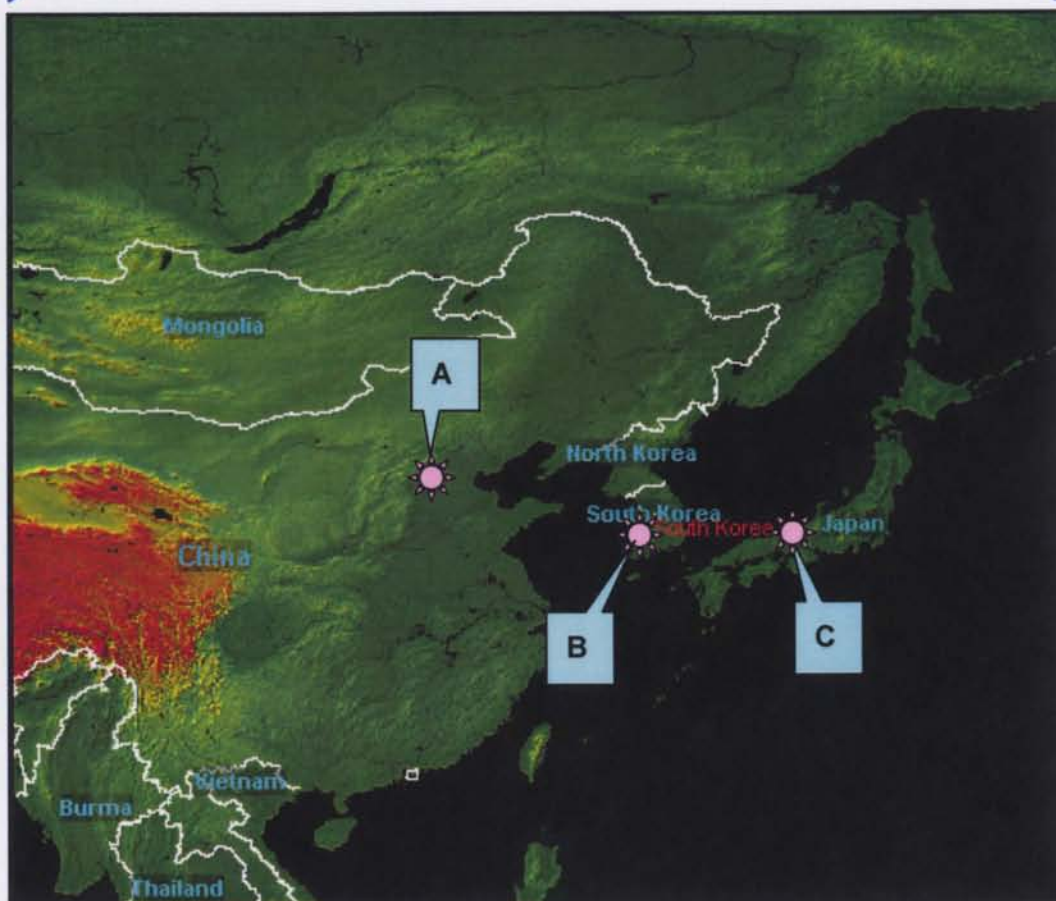 Mongolia
A
North Korea
South Korea
South Korea
Japan
China
B
C
Vietnam
Burma
Thailand